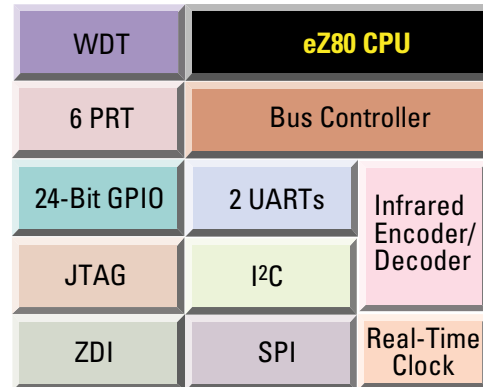 WDT
eZ80 CPU
6 PRT
Bus Controller
24-Bit GPIO
2 UARTs
Infrared
Encoder/
Decoder
JTAG
I²C
ZDI
SPI
Real-Time
Clock